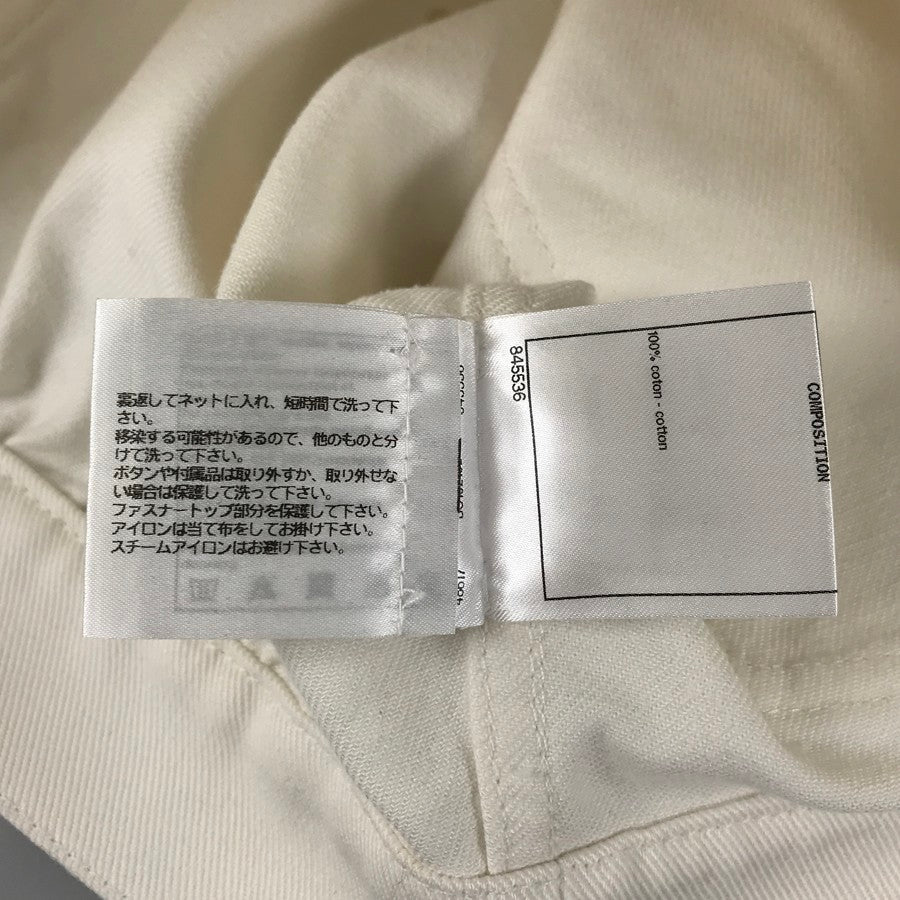 裏返してネットに入れ、短時間で洗って下
さい。
移染する可能性があるので、他のものと分
けて洗って下さい。
ボタンや付属品は取り外すか、取り外せな
い場合は保護して洗って下さい。
ファスナートップ部分を保護して下さい。
アイロンは当て布をしてお掛け下さい。
スチームアイロンはお避け下さい。
COMPOSITION
100% coton - cotton
845536